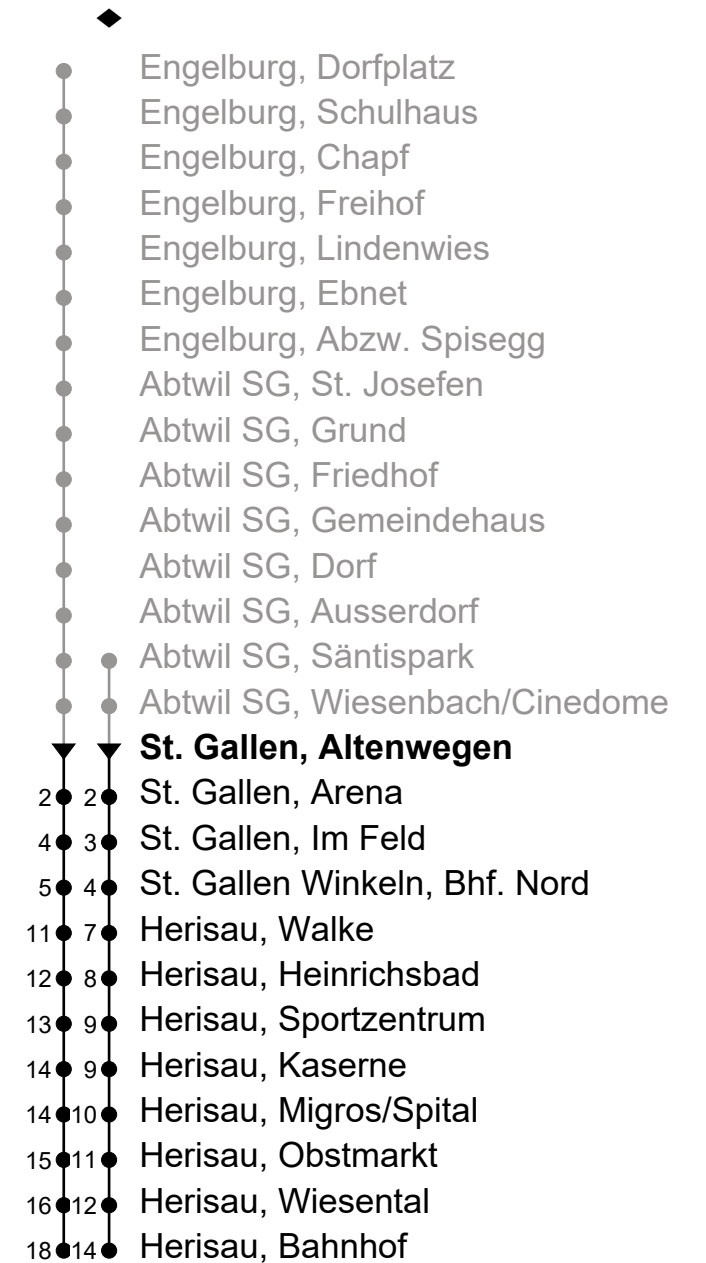 Engelburg, Dorfplatz
Engelburg, Schulhaus
Engelburg, Chapf
Engelburg, Freihof
Engelburg, Lindenwies
Engelburg, Ebnet
Engelburg, Abzw. Spisegg
Abtwil SG, St. Josefen
Abtwil SG, Grund
Abtwil SG, Friedhof
Abtwil SG, Gemeindehaus
Abtwil SG, Dorf
Abtwil SG, Ausserdorf
Abtwil SG, Säntispark
Abtwil SG, Wiesenbach/Cinedome
St. Gallen, Altenwegen
2 2 St. Gallen, Arena
4 3 St. Gallen, Im Feld
5 4 St. Gallen Winkeln, Bhf. Nord
11 7 Herisau, Walke
12 8 Herisau, Heinrichsbad
13 9 Herisau, Sportzentrum
14 9 Herisau, Kaserne
14 10 Herisau, Migros/Spital
15 11 Herisau, Obstmarkt
16 12 Herisau, Wiesental
18 14 Herisau, Bahnhof